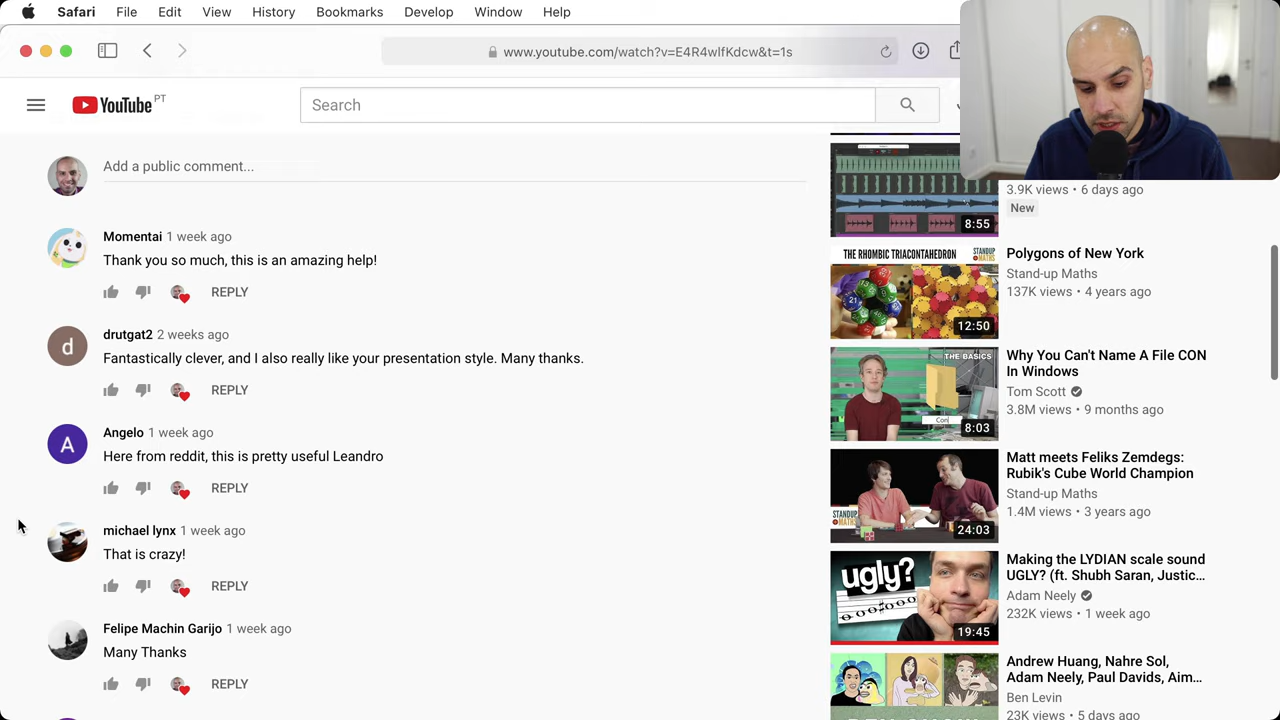 Safari File Edit View History Bookmarks Develop Window Help
www.youtube.com/watch?v=E4R4wIfKdcw&t=1s
YouTube PT
Search
Add a public comment...
Momentai 1 week ago
Thank you so much, this is an amazing help!
REPLY
drutgat2 2 weeks ago
Fantastically clever, and I also really like your presentation style. Many thanks.
REPLY
Angelo 1 week ago
Here from reddit, this is pretty useful Leandro
REPLY
michael lynx 1 week ago
That is crazy!
REPLY
Felipe Machin Garijo 1 week ago
Many Thanks
REPLY
8:55
3.9K views • 6 days ago
New
THE RHOMBIC TRIACONTAHEDRON
STANDUP MATHS
12:50
Polygons of New York
Stand-up Maths
137K views • 4 years ago
THE BASICS
Con
8:03
Why You Can't Name A File CON
In Windows
Tom Scott
3.8M views • 9 months ago
STANDUP MATHS
24:03
Matt meets Feliks Zemdegs:
Rubik's Cube World Champion
Stand-up Maths
1.4M views • 3 years ago
ugly?
19:45
Making the LYDIAN scale sound
UGLY? (ft. Shubh Saran, Justic...
Adam Neely
232K views • 1 week ago
Andrew Huang, Nahre Sol,
Adam Neely, Paul Davids, Aim...
Ben Levin
23K views • 5 days ago